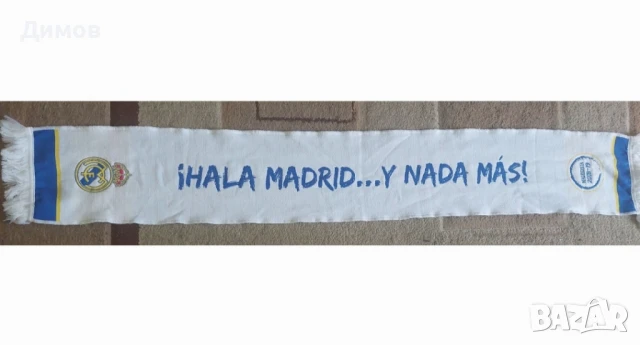 Димов
¡HALA MADRID...Y NADA MÁS!
BAZAR